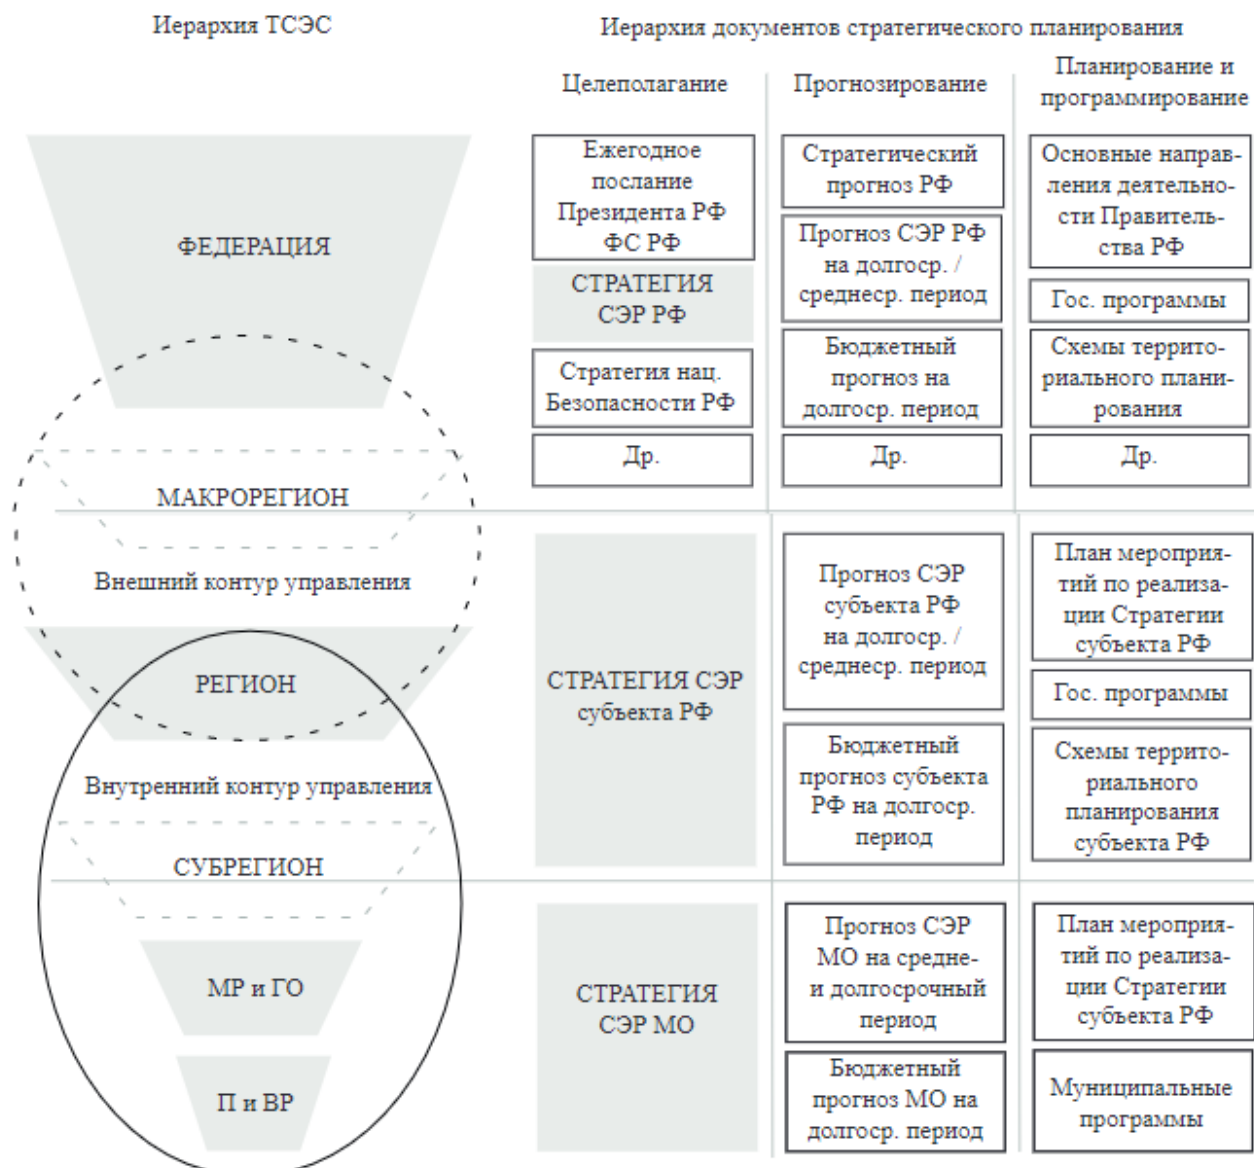 Иерархия ТСЭС
Иерархия документов стратегического планирования
Целеполагание
Прогнозирование
Планирование и
программирование
ФЕДЕРАЦИЯ
МАКРОРЕГИОН
Внешний контур управления
РЕГИОН
Внутренний контур управления
СУБРЕГИОН
МР и ГО
П и ВР
Ежегодное
послание
Президента РФ
ФС РФ
СТРАТЕГИЯ
СЭР РФ
Стратегия нац.
Безопасности РФ
Др.
Стратегический
прогноз РФ
Прогноз СЭР РФ
на долгоср. /
среднеср. период
Бюджетный
прогноз на
долгоср. период
Др.
Основные направ-
ления деятельно-
сти Правитель-
ства РФ
Гос. программы
Схемы террито-
риального плани-
рования
Др.
СТРАТЕГИЯ СЭР
субъекта РФ
Прогноз СЭР
субъекта РФ
на долгоср. /
среднеср. период
Бюджетный
прогноз субъекта
РФ на долгоср.
период
План мероприя-
тий по реализа-
ции Стратегии
субъекта РФ
Гос. программы
Схемы террито-
риального
планирования
субъекта РФ
СТРАТЕГИЯ
СЭР МО
Прогноз СЭР
МО на средне-
и долгосрочный
период
Бюджетный
прогноз МО на
долгоср. период
План мероприя-
тий по реализа-
ции Стратегии
субъекта РФ
Муниципальные
программы